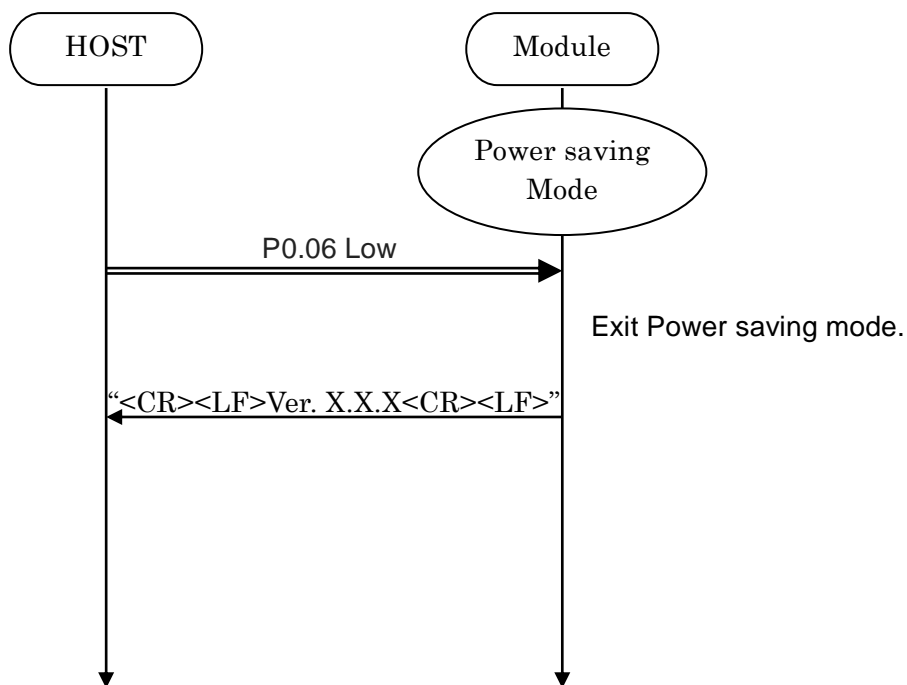 HOST
Module
Power saving
Mode
P0.06 Low
Exit Power saving mode.
“<CR><LF>Ver. X.X.X<CR><LF>”